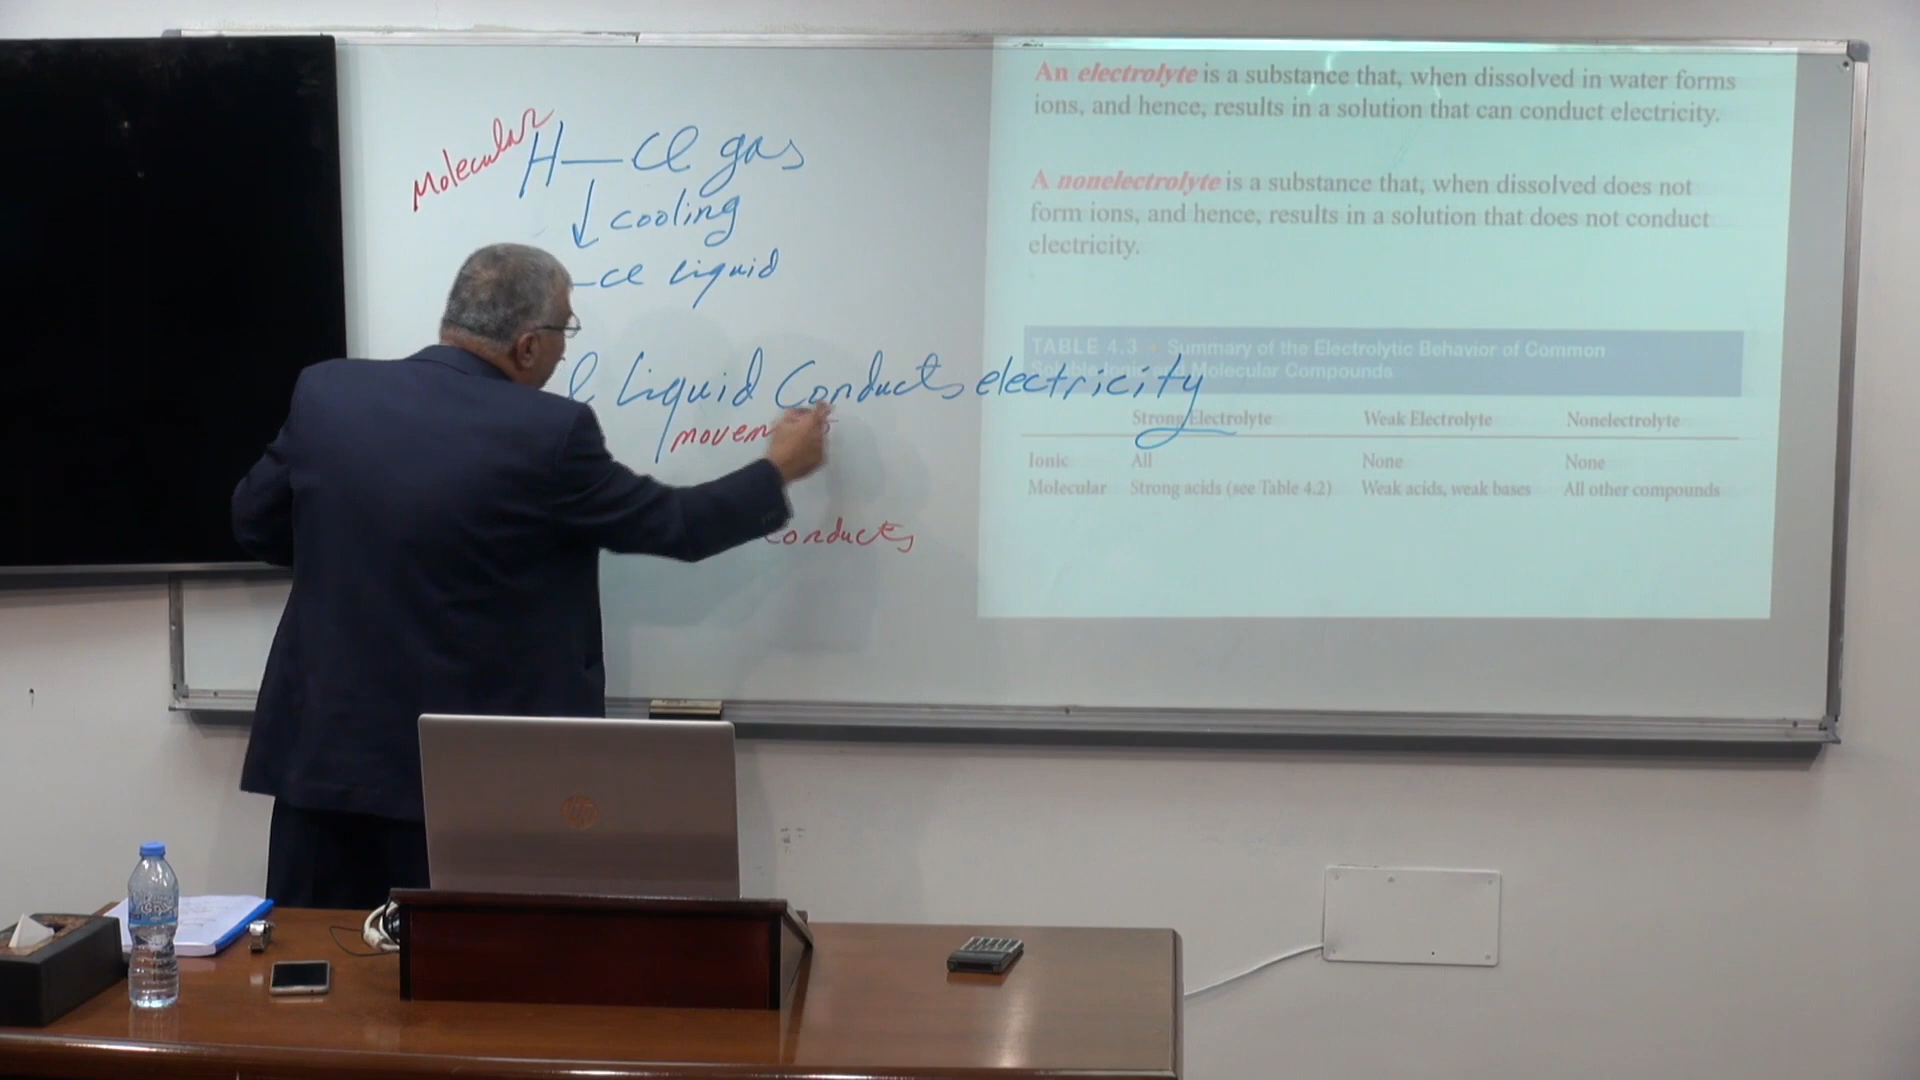 Molecular
H—Cl gas
cooling
—Cl Liquid
Liquid Conducts electricity
conducts
An electrolyte is a substance that, when dissolved in water forms
ions, and hence, results in a solution that can conduct electricity.
A nonelectrolyte is a substance that, when dissolved does not
form ions, and hence, results in a solution that does not conduct
electricity.
TABLE 4.3 Summary of the Electrolytic Behavior of Common
Soluble Ionic and Molecular Compounds
Strong Electrolyte Weak Electrolyte Nonelectrolyte
Ionic All None None
Molecular Strong acids (see Table 4.2) Weak acids, weak bases All other compounds
hp